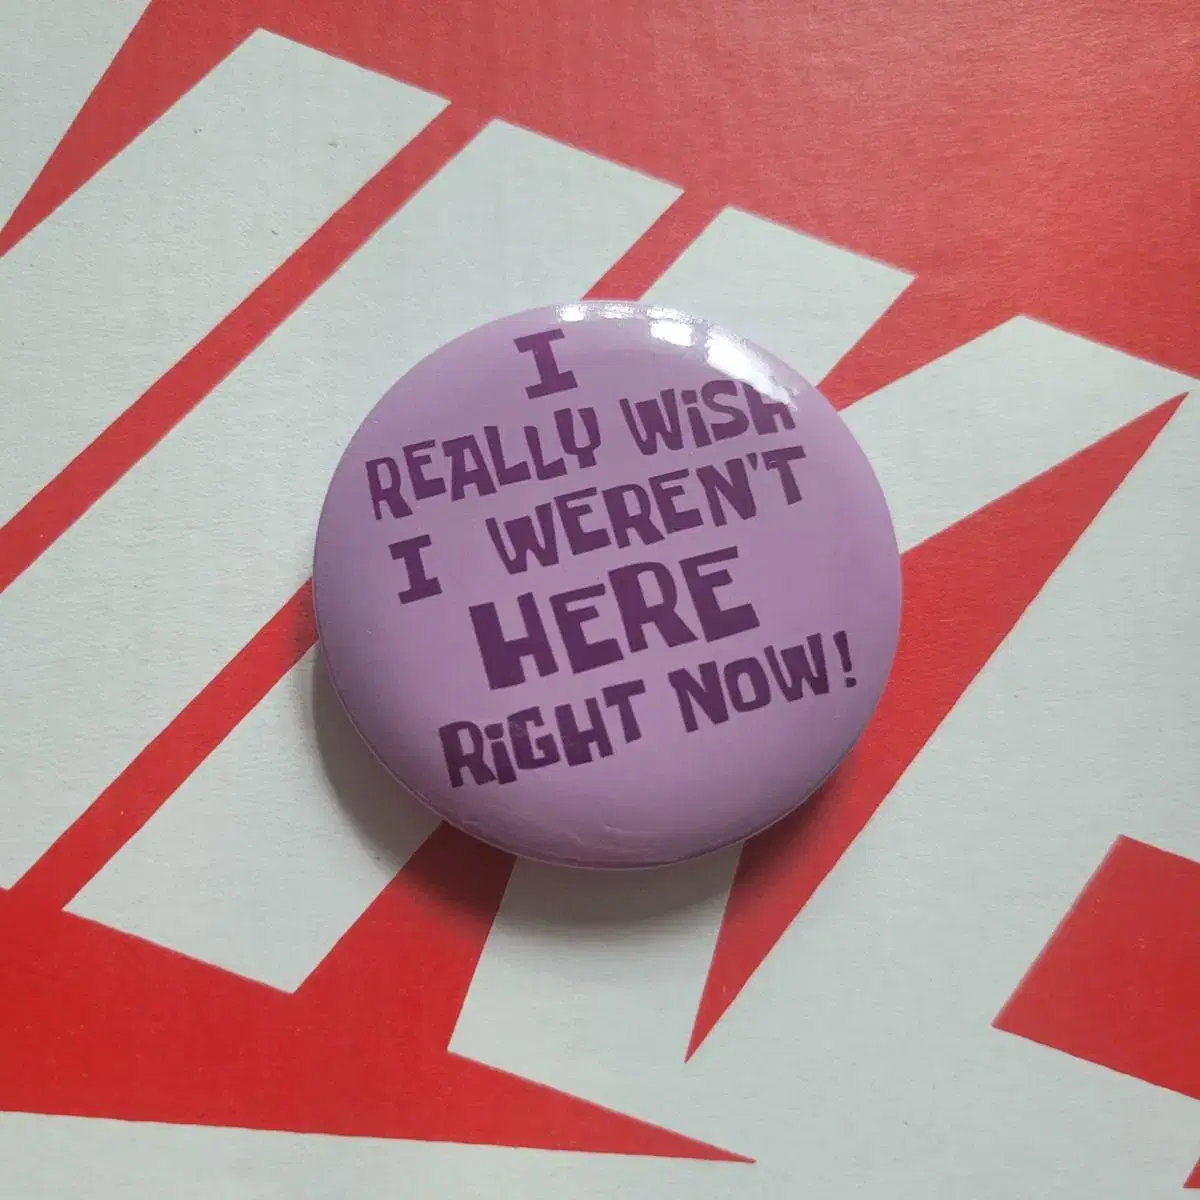 I
REALLY WiSH
I WEREN'T
HERE
RiGHT NOW!